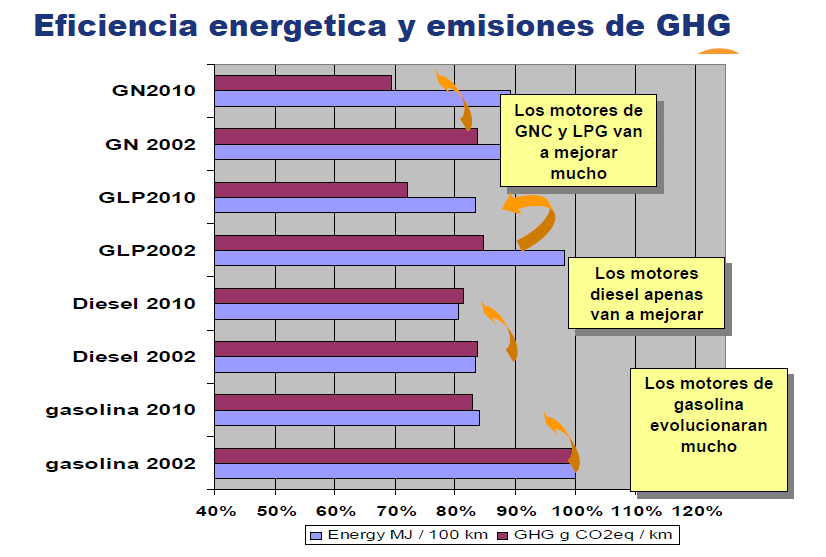 Eficiencia energetica y emisiones de GHG
GN2010
GN 2002
GLP2010
GLP2002
Diesel 2010
Diesel 2002
gasolina 2010
gasolina 2002
Los motores de
GNC y LPG van
a mejorar
mucho
Los motores
diesel apenas
van a mejorar
Los motores de
gasolina
evolucionaran
mucho
40% 50% 60% 70% 80% 90% 100% 110% 120%
Energy MJ / 100 km GHG g CO2eq / km